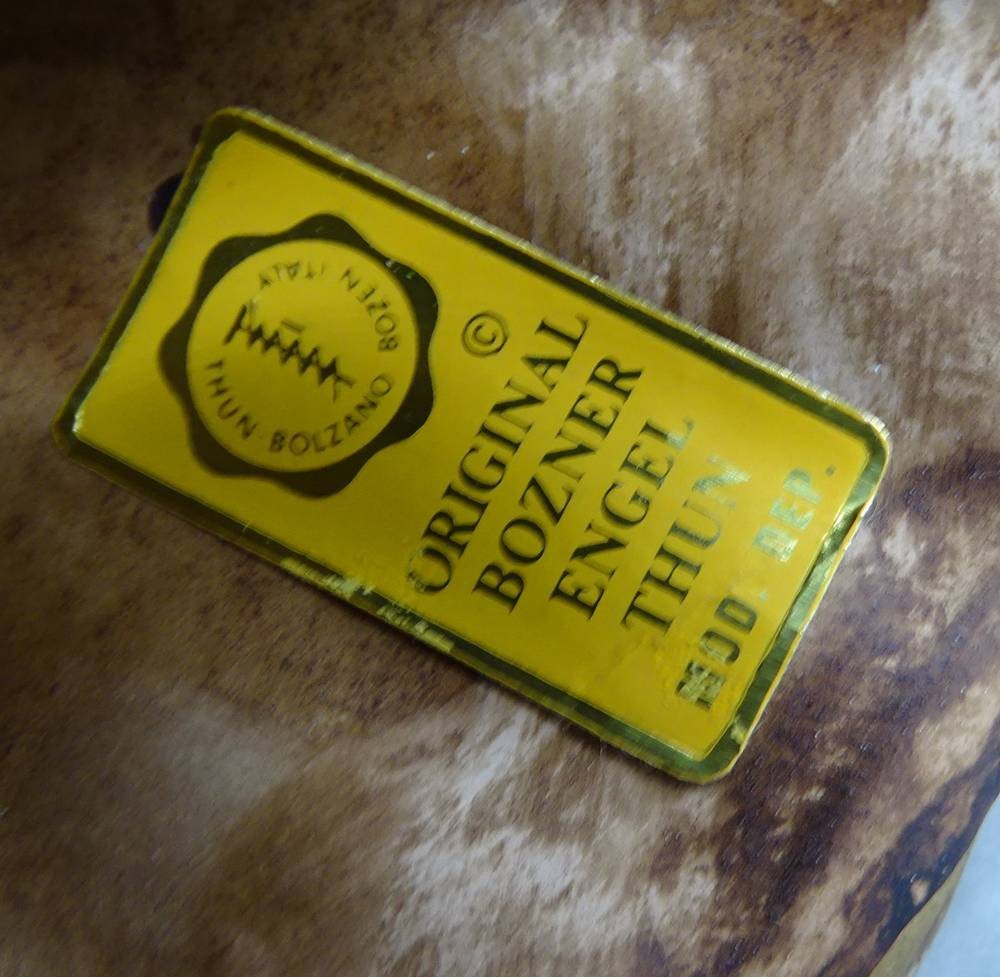 THUN · BOLZANO
BOZEN ITALY
©
ORIGINAL
BOZNER
ENGEL
THUN
MOD. DEP.